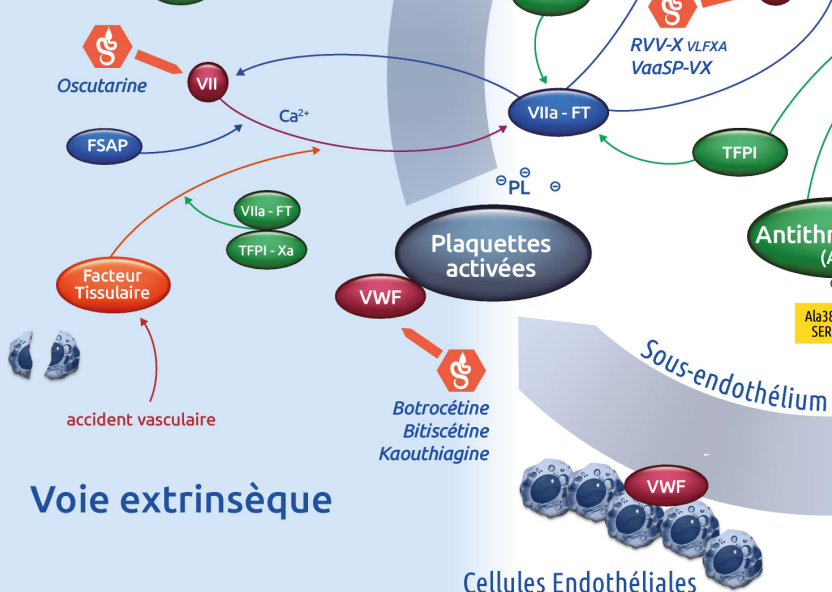 RVV-X VLFXA
VaaSP-VX
Oscutarine
VII
Ca²⁺
VIIa - FT
FSAP
TFPI
⊖PL⊖ ⊖
VIIa - FT
TFPI - Xa
Plaquettes
activées
Antithr
(A
Facteur
Tissulaire
VWF
Ala38
SER
Sous-endothélium
Botrocétine
Bitiscétine
Kaouthiagine
accident vasculaire
VWF
Voie extrinsèque
Cellules Endothéliales